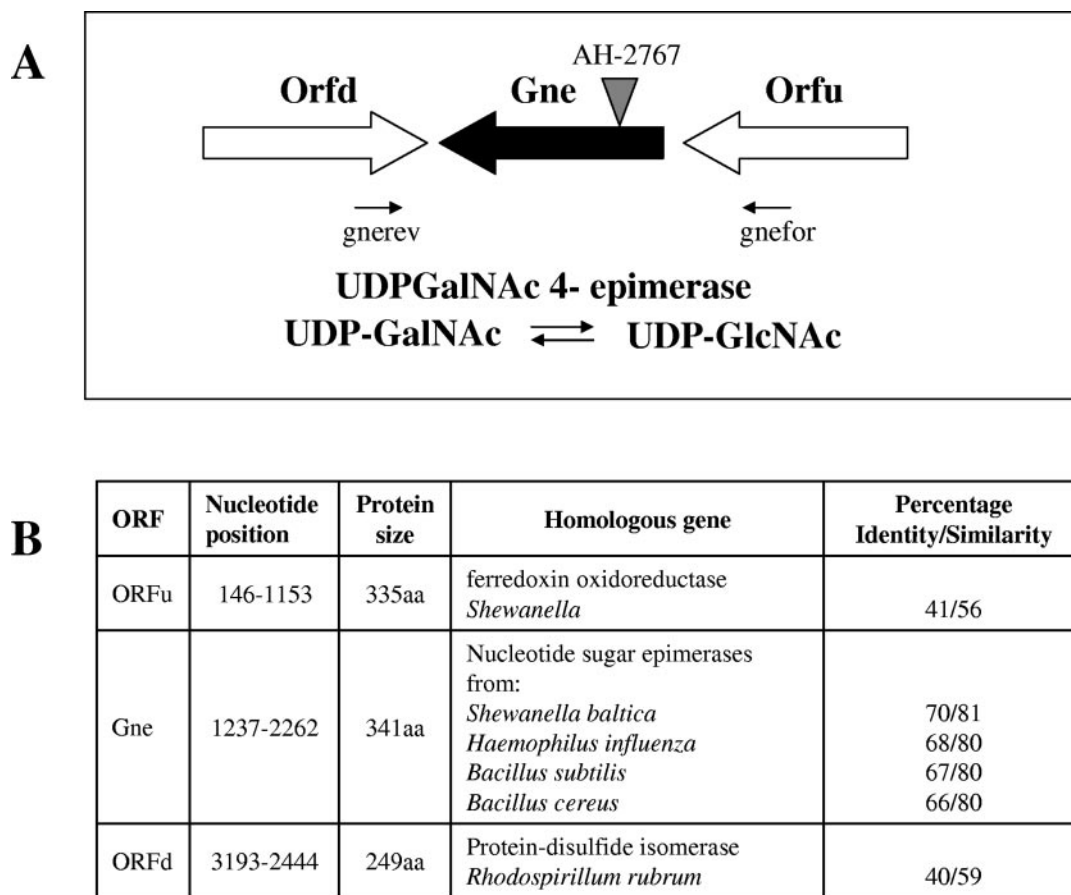 A
AH-2767
Orfd Gne Orfu
gnerev gnefor
UDPGalNAc 4- epimerase
UDP-GalNAc UDP-GlcNAc
B
ORF Nucleotide position Protein size Homologous gene Percentage Identity/Similarity
ORFu 146-1153 335aa ferredoxin oxidoreductase
Shewanella 41/56
Gne 1237-2262 341aa Nucleotide sugar epimerases
from:
Shewanella baltica 70/81
Haemophilus influenza 68/80
Bacillus subtilis 67/80
Bacillus cereus 66/80
ORFd 3193-2444 249aa Protein-disulfide isomerase
Rhodospirillum rubrum 40/59